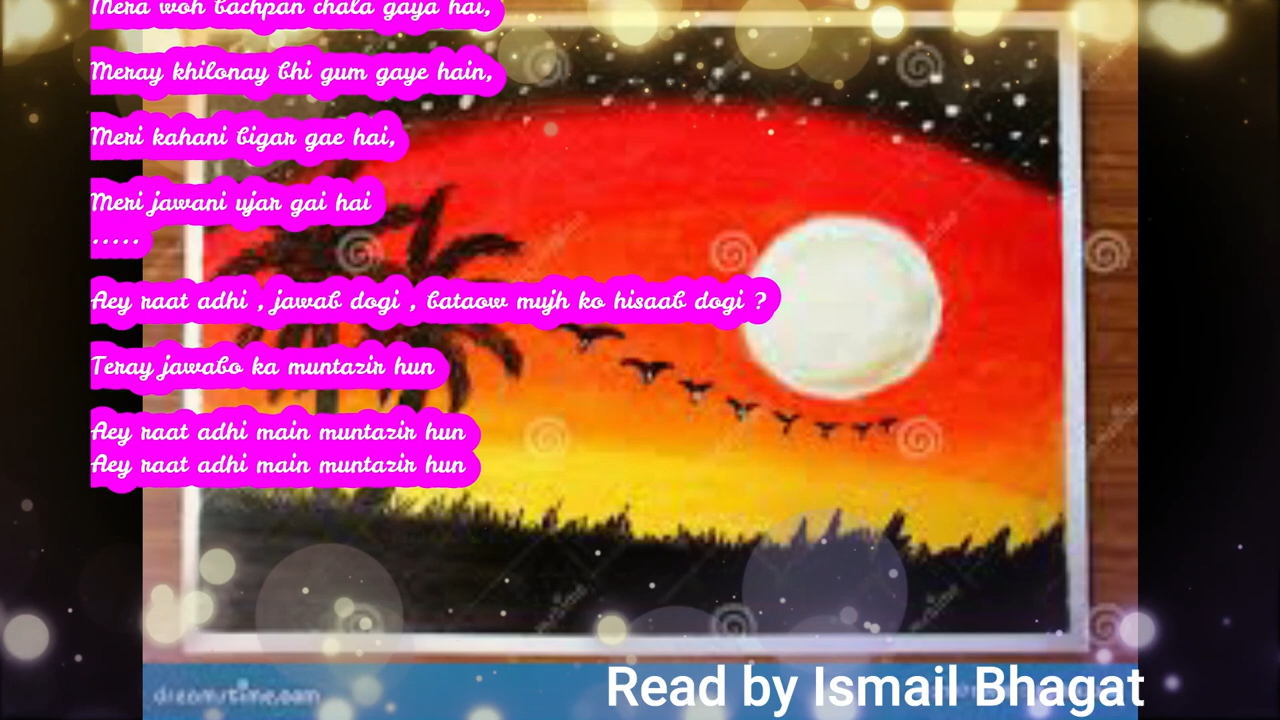 Mera woh bachpan chala gaya hai,
Meray khilonay bhi gum gaye hain,
Meri kahani bigar gae hai,
Meri jawani ujar gai hai
.....
Aey raat adhi , jawab dogi , bataow mujh ko hisaab dogi ?
Teray jawabo ka muntazir hun
Aey raat adhi main muntazir hun
Aey raat adhi main muntazir hun
Read by Ismail Bhagat
dreamstime.com